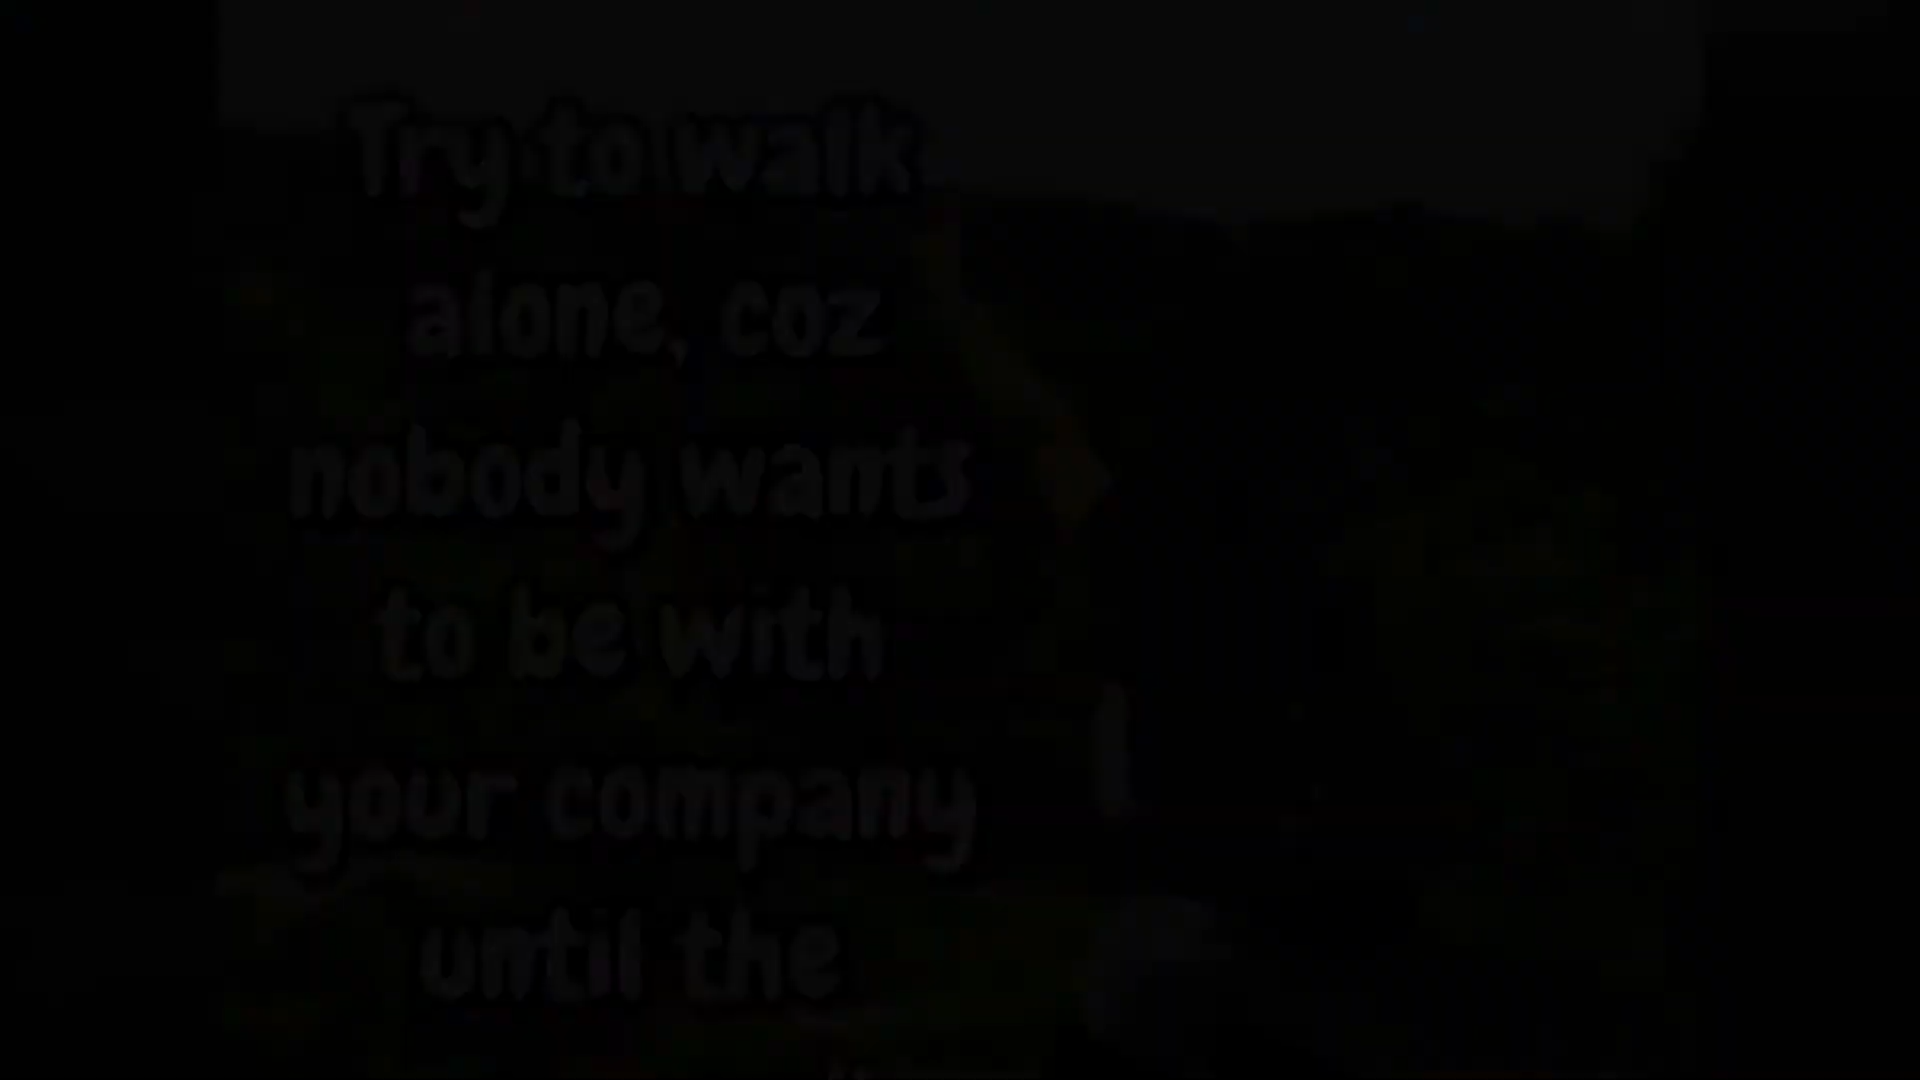 Try to walk
alone, coz
nobody wants
to be with
your company
until the